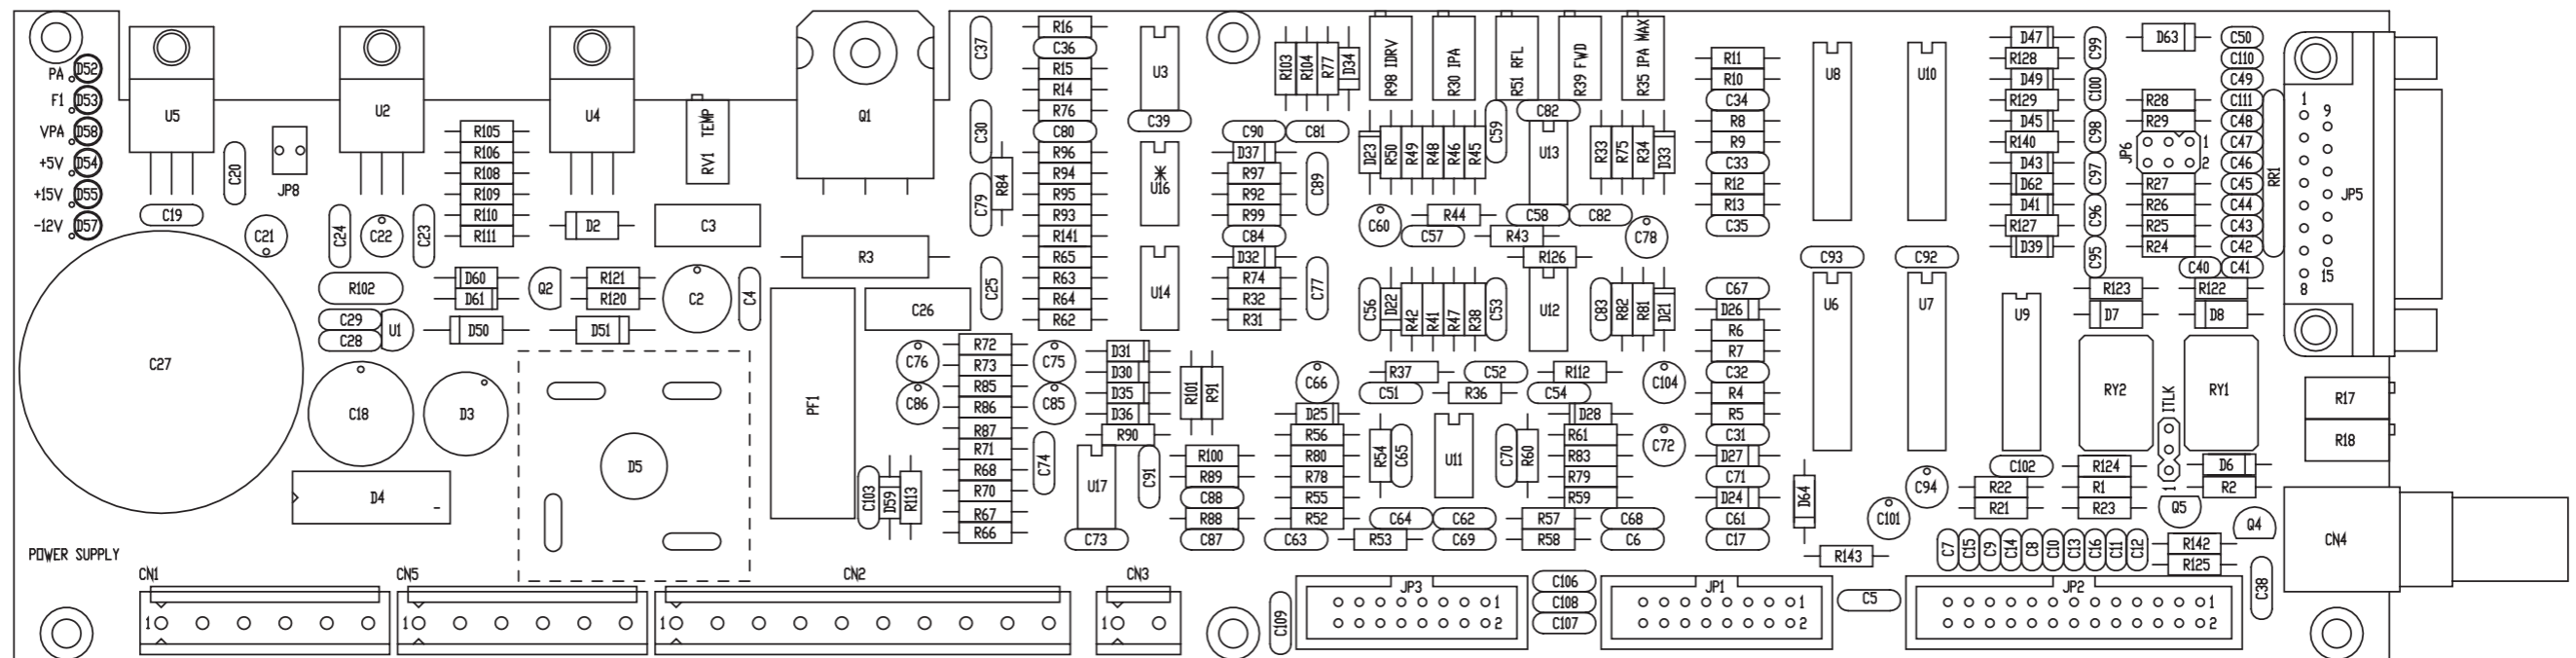 PA D52
F1 D53
VPA D58
+5V D54
+15V D55
-12V D57
U5
C19
C20
C21
JP8
U2
C24
C22
C23
R102
C29
C28
U1
C27
C18
D3
D4
-
POWER SUPPLY
R105
R106
R108
R109
R110
R111
D60
D61
D50
U4
D2
Q2
R121
R120
D51
D5
RV1 TEMP
C3
C2
C4
Q1
R3
PF1
C26
C76
C86
C103
D59
R113
C37
C30
C79
R84
C25
R72
R73
R85
R86
R87
R71
R68
R70
R67
R66
R16
C36
R15
R14
R76
C80
R96
R94
R95
R93
R141
R65
R63
R64
R62
C75
C85
C74
C73
U3
C39
U16
U14
D31
D30
D35
D36
R90
U17
C91
R101
R91
R100
R89
C88
R88
C87
C90
C81
D37
R97
R92
R99
C84
D32
R74
R32
R31
C89
C77
R103
R104
R77
D34
R98 IDRV
R30 IPA
R51 RFL
R39 FWD
R35 IPA MAX
D23
R50
R49
R48
R46
R45
C59
C82
U13
R33
R75
R34
D33
C60
R44
C57
C58
C82
R43
C78
R126
C56
D22
R42
R41
R47
R38
C53
U12
C83
R82
R81
D21
C66
R37
C51
C52
R36
R112
C54
C104
D25
R56
R80
R78
R55
R52
C63
R54
C65
U11
C70
R60
D28
R61
R83
R79
R59
C72
C64
R53
C62
C69
R57
R58
C68
C6
R11
R10
C34
R8
R9
C33
R12
R13
C35
C67
D26
R6
R7
C32
R4
R5
C31
D27
C71
D24
C61
C17
U8
U10
C93
C92
U6
U7
U9
D64
C101
C94
R143
C102
R22
R21
D47
R128
D49
R129
D45
R140
D43
D62
D41
R127
D39
C99
C100
C98
C97
C96
C95
D63
R28
R29
JP6
1
2
R27
R26
R25
R24
C50
C110
C49
C111
C48
C47
C46
C45
C44
C43
C42
C40
C41
RR1
JP5
1
9
15
8
R123
D7
R122
D8
RY2
RY1
ITLK
1
R17
R18
R124
R1
R23
D6
R2
Q5
Q4
CN4
C7
C15
C9
C14
C8
C10
C13
C16
C11
C12
R142
R125
C38
CN1
1
CN5
1
CN2
1
CN3
1
C109
JP3
1
2
C106
C108
C107
JP1
1
2
C5
JP2
1
2